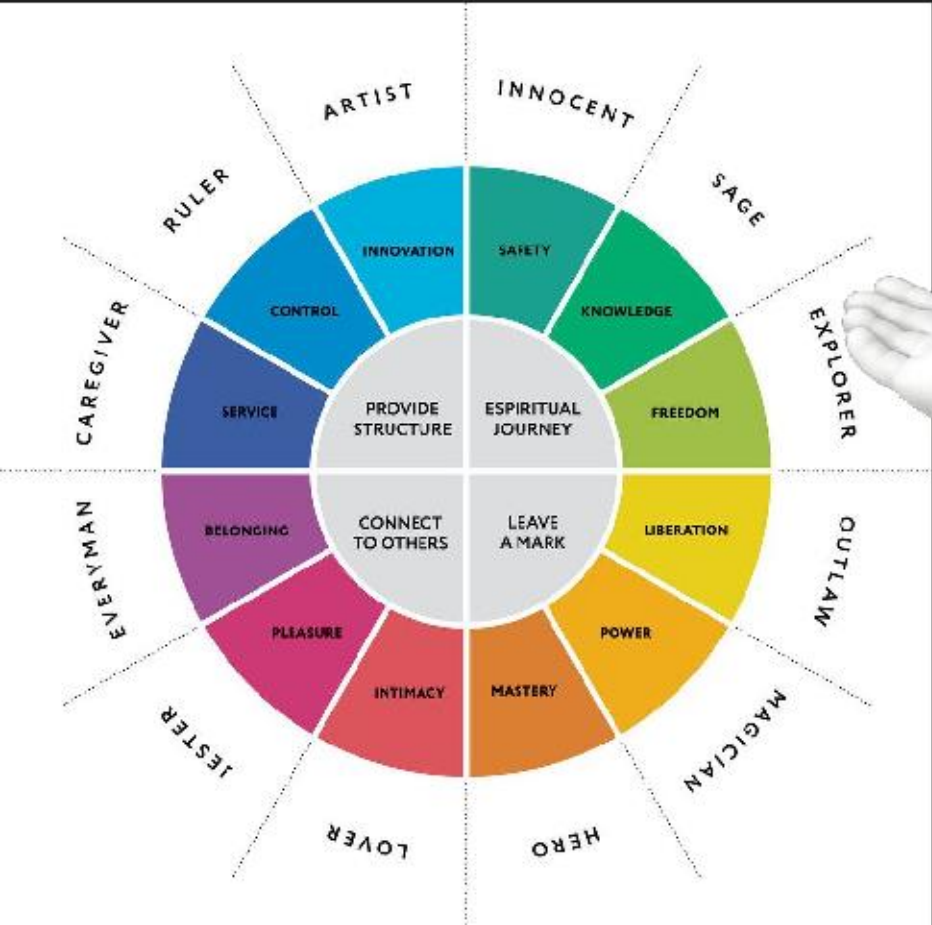 ARTIST
INNOCENT
RULER
SAGE
CAREGIVER
EXPLORER
EVERYMAN
OUTLAW
JESTER
MAGICIAN
LOVER
HERO
INNOVATION
SAFETY
CONTROL
KNOWLEDGE
SERVICE
FREEDOM
BELONGING
LIBERATION
PLEASURE
POWER
INTIMACY
MASTERY
PROVIDE
STRUCTURE
ESPIRITUAL
JOURNEY
CONNECT
TO OTHERS
LEAVE
A MARK